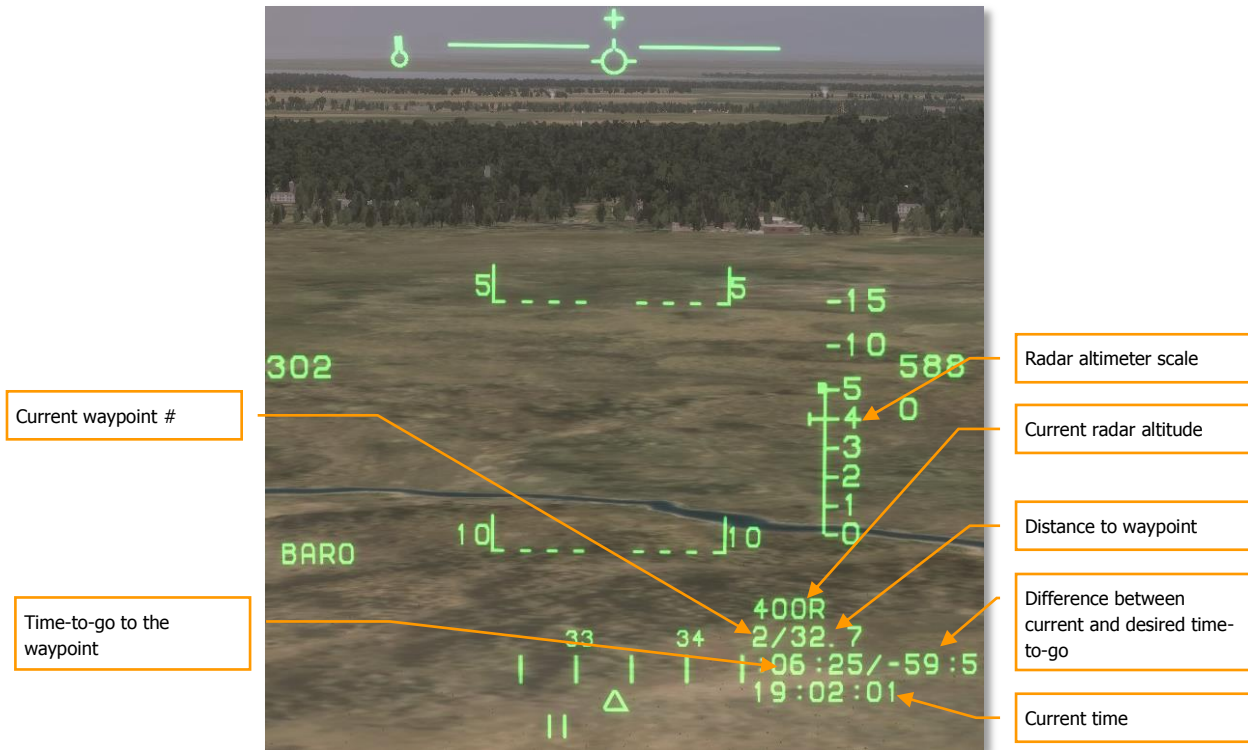 5 5
-15
-10
302
588
5
0
4
3
2
1
0
10 10
BARO
400R
2/32.7
33 34
06:25/-59:5
19:02:01
Current waypoint #
Time-to-go to the
waypoint
Radar altimeter scale
Current radar altitude
Distance to waypoint
Difference between
current and desired time-
to-go
Current time